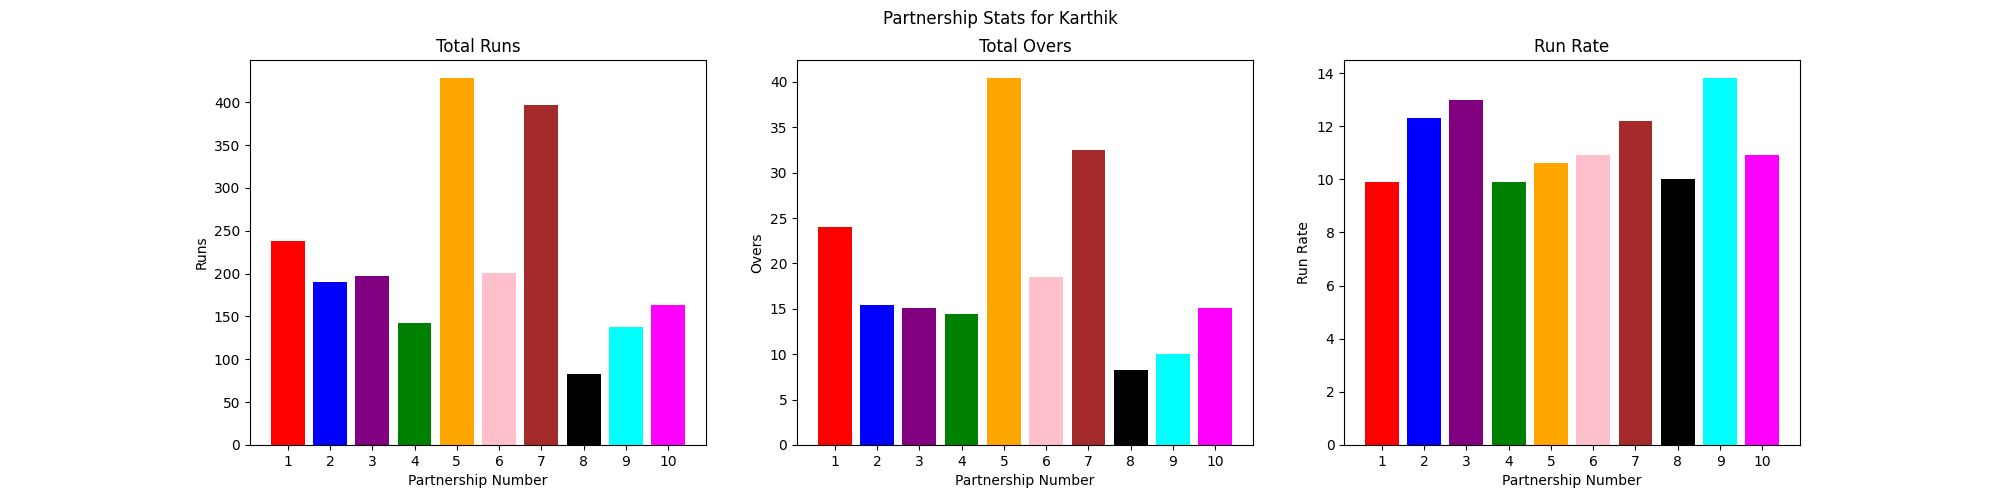 Partnership Stats for Karthik
Total Runs
Runs
400
350
300
250
200
150
100
50
0
1 2 3 4 5 6 7 8 9 10
Partnership Number
Total Overs
Overs
40
35
30
25
20
15
10
5
0
1 2 3 4 5 6 7 8 9 10
Partnership Number
Run Rate
Run Rate
14
12
10
8
6
4
2
0
1 2 3 4 5 6 7 8 9 10
Partnership Number